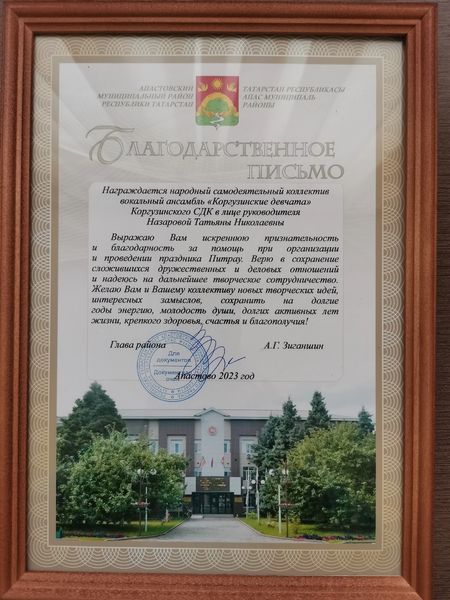 АПАСТОВСКИЙ
МУНИЦИПАЛЬНЫЙ РАЙОН
РЕСПУБЛИКИ ТАТАРСТАН
ТАТАРСТАН РЕСПУБЛИКАСЫ
АПАС МУНИЦИПАЛЬ
РАЙОНЫ
БЛАГОДАРСТВЕННОЕ
ПИСЬМО
Награждается народный самодеятельный коллектив
вокальный ансамбль «Коргузинские девчата»
Коргузинского СДК в лице руководителя
Назаровой Татьяны Николаевны
Выражаю Вам искреннюю признательность
и благодарность за помощь при организации
и проведении праздника Питрау. Верю в сохранение
сложившихся дружественных и деловых отношений
и надеюсь на дальнейшее творческое сотрудничество.
Желаю Вам и Вашему коллективу новых творческих идей,
интересных замыслов, сохранить на долгие
годы энергию, молодость души, долгих активных лет
жизни, крепкого здоровья, счастья и благополучия!
Глава района А.Г. Зиганшин
Для
документов
Апастово 2023 год